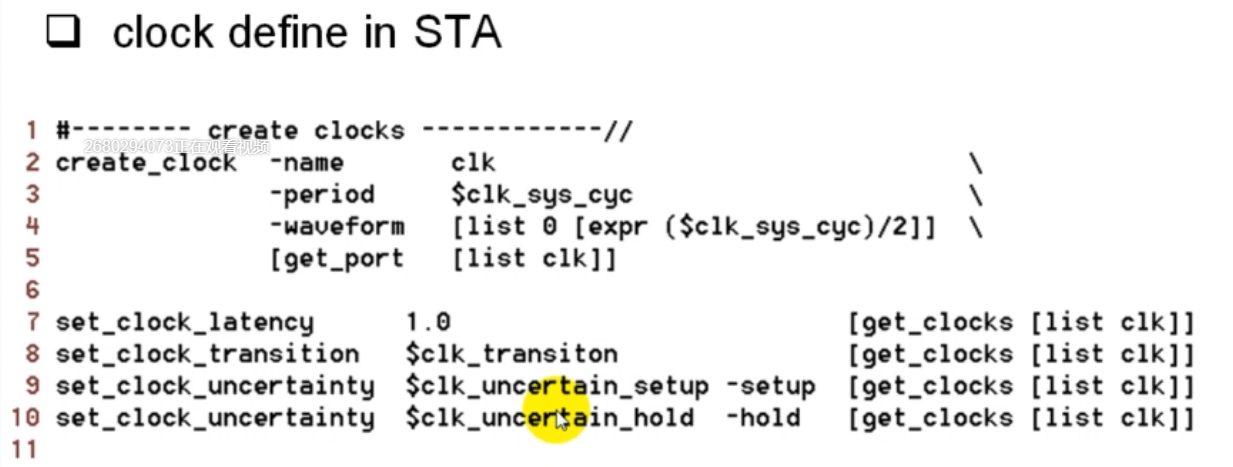 ❑ clock define in STA
1 #-------- create clocks ------------//
2680294073正在观看视频
2 create_clock -name clk \
3 -period $clk_sys_cyc \
4 -waveform [list 0 [expr ($clk_sys_cyc)/2]] \
5 [get_port [list clk]]
6
7 set_clock_latency 1.0 [get_clocks [list clk]]
8 set_clock_transition $clk_transiton [get_clocks [list clk]]
9 set_clock_uncertainty $clk_uncertain_setup -setup [get_clocks [list clk]]
10 set_clock_uncertainty $clk_uncertain_hold -hold [get_clocks [list clk]]
11